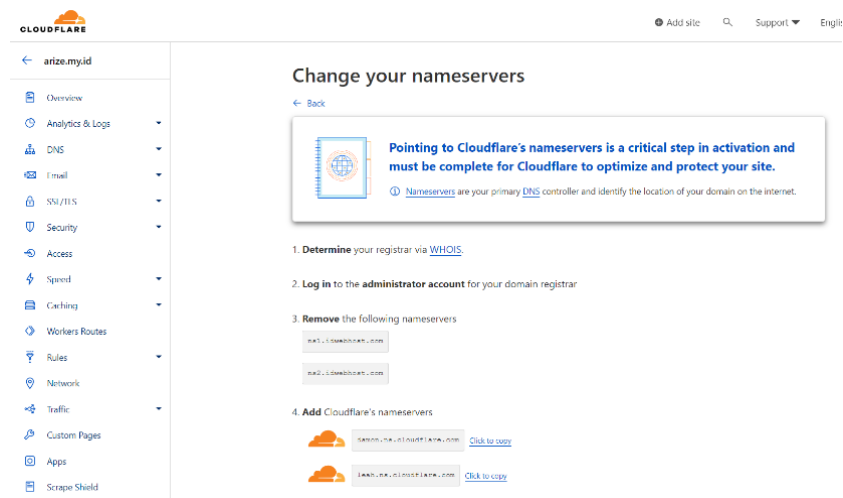 CLOUDFLARE
Add site
Support
arize.my.id
Change your nameservers
Back
Overview
Analytics & Logs
DNS
Email
SSL/TLS
Security
Access
Speed
Caching
Workers Routes
Rules
Network
Traffic
Custom Pages
Apps
Scrape Shield
Pointing to Cloudflare's nameservers is a critical step in activation and
must be complete for Cloudflare to optimize and protect your site.
Nameservers are your primary DNS controller and identify the location of your domain on the internet.
1. Determine your registrar via WHOIS.
2. Log in to the administrator account for your domain registrar
3. Remove the following nameservers
ns1.idwebhost.com
ns2.idwebhost.com
4. Add Cloudflare's nameservers
damon.ns.cloudflare.com Click to copy
leah.ns.cloudflare.com Click to copy